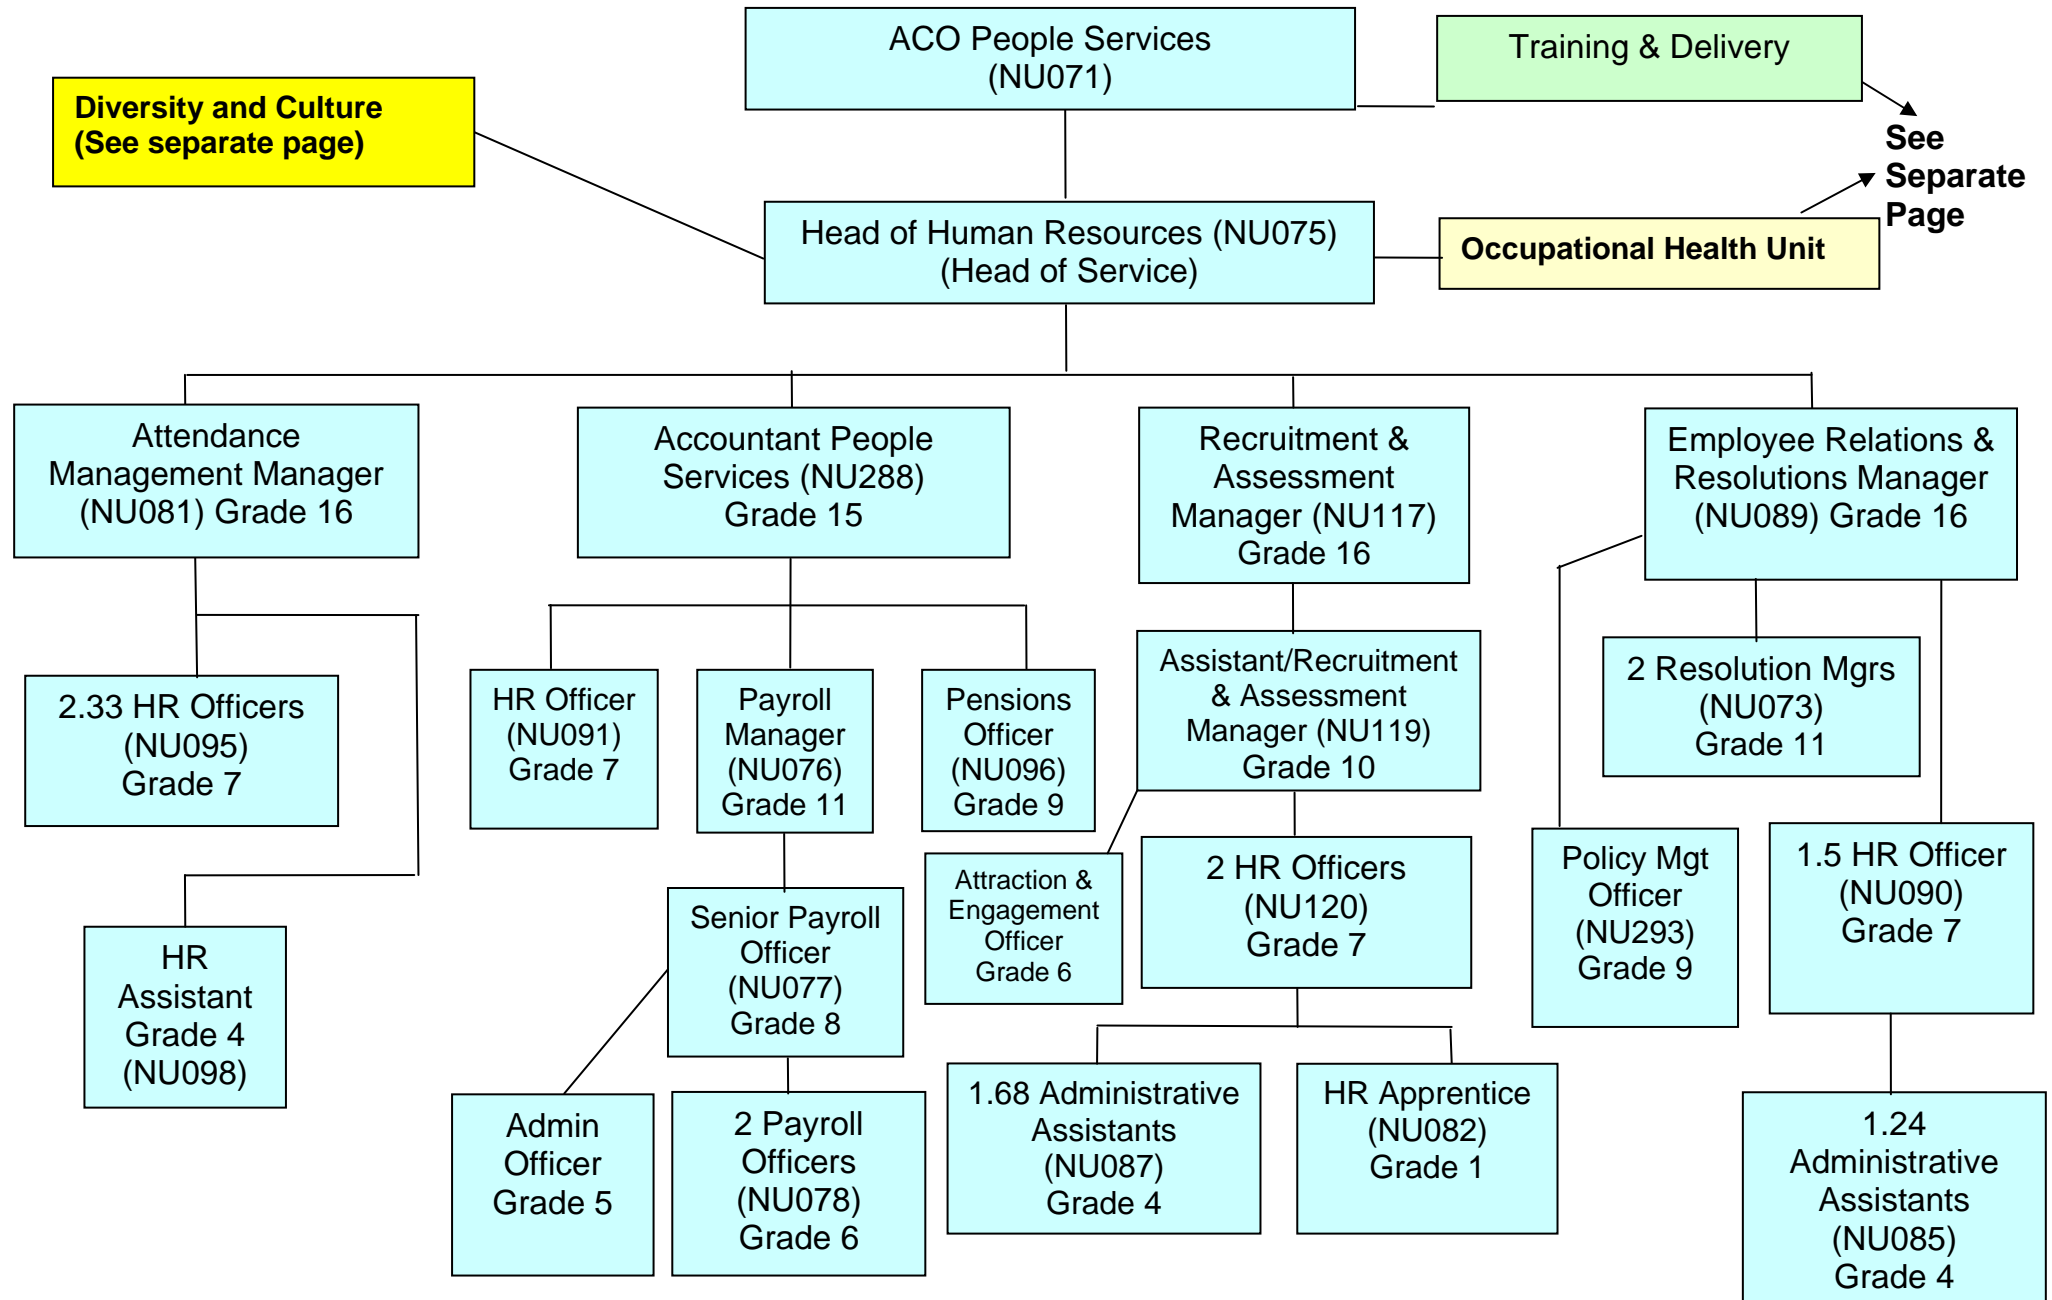 ACO People Services
(NU071)
Training & Delivery
Diversity and Culture
(See separate page)
See
Separate
Page
Head of Human Resources (NU075)
(Head of Service)
Occupational Health Unit
Attendance
Management Manager
(NU081) Grade 16
Accountant People
Services (NU288)
Grade 15
Recruitment &
Assessment
Manager (NU117)
Grade 16
Employee Relations &
Resolutions Manager
(NU089) Grade 16
2.33 HR Officers
(NU095)
Grade 7
HR Officer
(NU091)
Grade 7
Payroll
Manager
(NU076)
Grade 11
Pensions
Officer
(NU096)
Grade 9
Assistant/Recruitment
& Assessment
Manager (NU119)
Grade 10
2 Resolution Mgrs
(NU073)
Grade 11
HR
Assistant
Grade 4
(NU098)
Senior Payroll
Officer
(NU077)
Grade 8
Attraction &
Engagement
Officer
Grade 6
2 HR Officers
(NU120)
Grade 7
Policy Mgt
Officer
(NU293)
Grade 9
1.5 HR Officer
(NU090)
Grade 7
Admin
Officer
Grade 5
2 Payroll
Officers
(NU078)
Grade 6
1.68 Administrative
Assistants
(NU087)
Grade 4
HR Apprentice
(NU082)
Grade 1
1.24
Administrative
Assistants
(NU085)
Grade 4